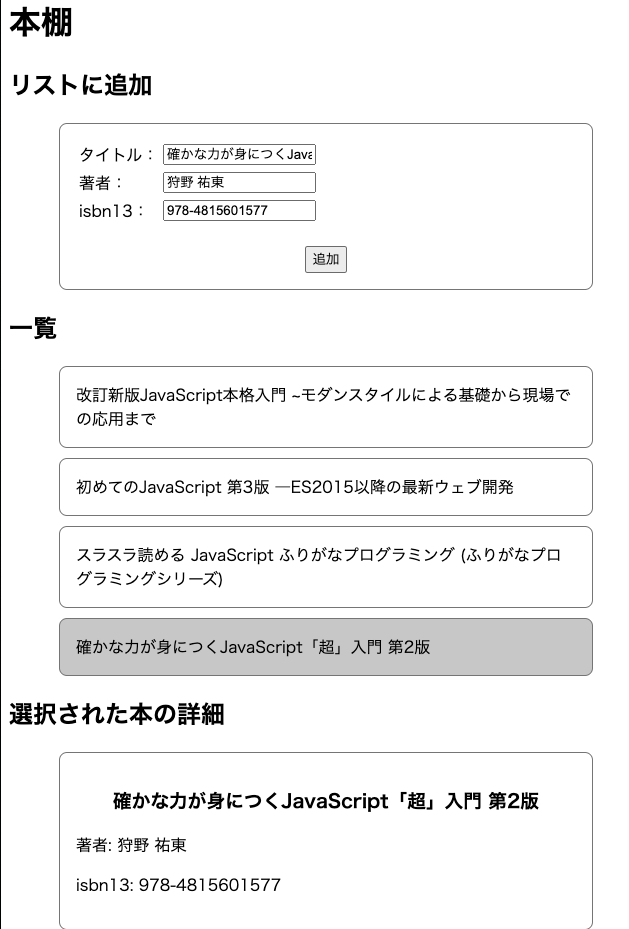 本棚
リストに追加
タイトル： 確かな力が身につくJava
著者： 狩野 祐東
isbn13： 978-4815601577
追加
一覧
改訂新版JavaScript本格入門 ~モダンスタイルによる基礎から現場で
の応用まで
初めてのJavaScript 第3版 ―ES2015以降の最新ウェブ開発
スラスラ読める JavaScript ふりがなプログラミング (ふりがなプロ
グラミングシリーズ)
確かな力が身につくJavaScript「超」入門 第2版
選択された本の詳細
確かな力が身につくJavaScript「超」入門 第2版
著者: 狩野 祐東
isbn13: 978-4815601577